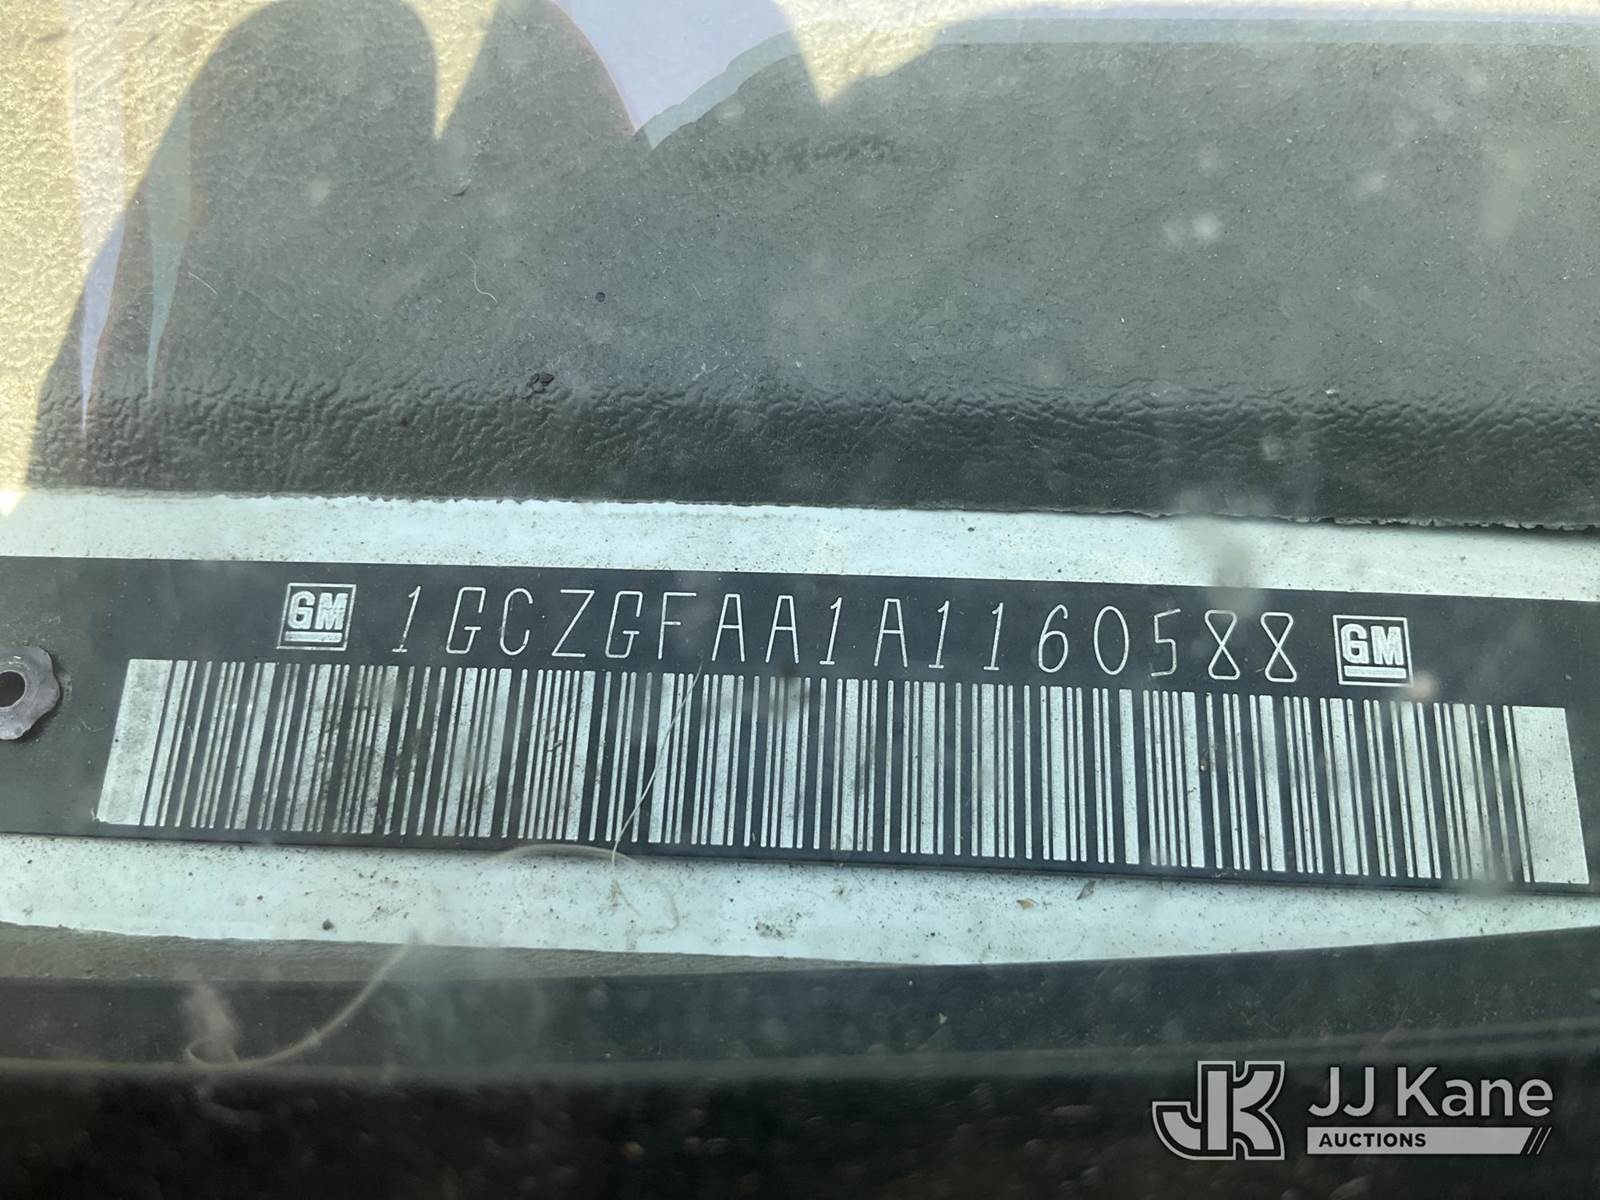 GM 1GCZGFAA1A1160588 GM
JJ Kane
AUCTIONS